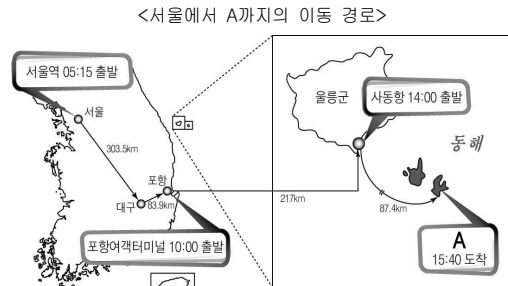 <서울에서 A까지의 이동 경로>
서울역 05:15 출발
서울
303.5km
포항
대구
83.9km
포항여객터미널 10:00 출발
217km
울릉군
사동항 14:00 출발
동해
87.4km
A
15:40 도착